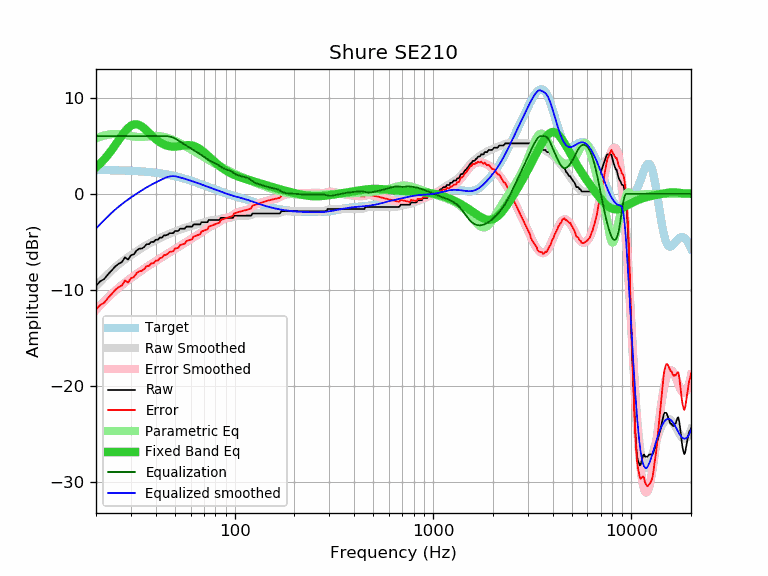 Shure SE210
Amplitude (dBr)
10
0
−10
−20
−30
Target
Raw Smoothed
Error Smoothed
Raw
Error
Parametric Eq
Fixed Band Eq
Equalization
Equalized smoothed
100
1000
10000
Frequency (Hz)